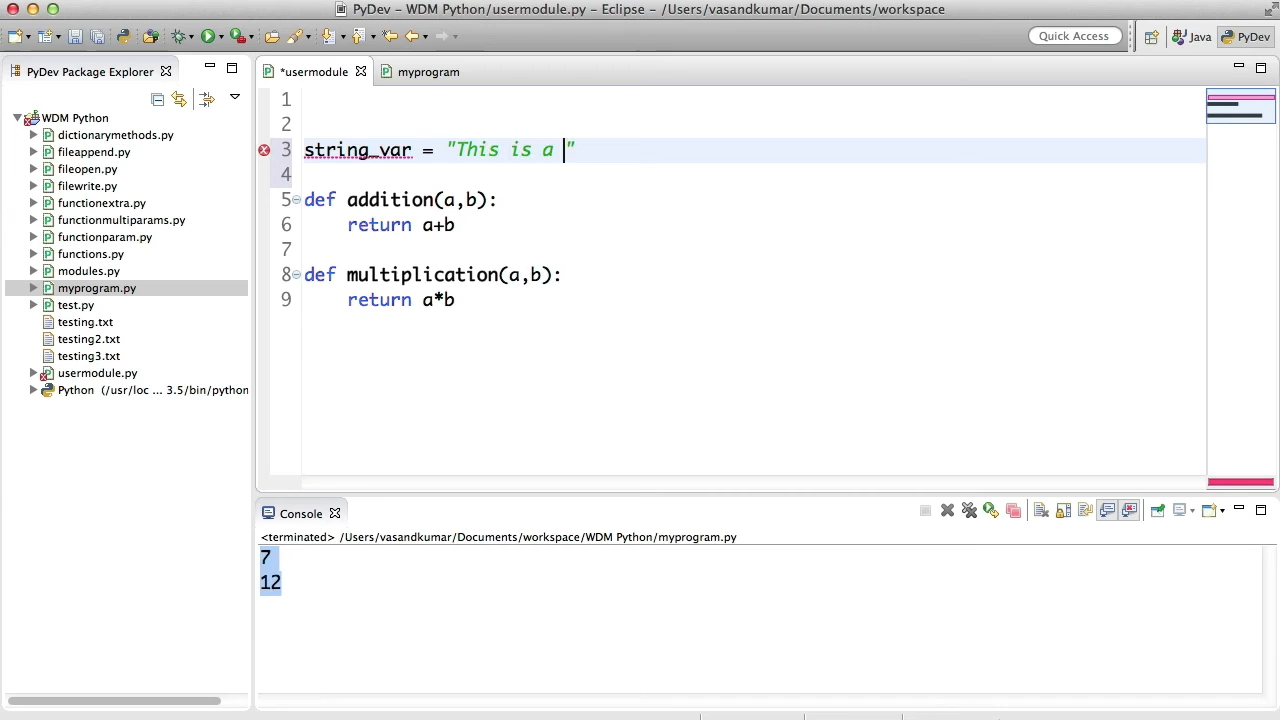 PyDev – WDM Python/usermodule.py – Eclipse – /Users/vasandkumar/Documents/workspace
Quick Access
Java
PyDev
PyDev Package Explorer
*usermodule
myprogram
WDM Python
dictionarymethods.py
fileappend.py
fileopen.py
filewrite.py
functionextra.py
functionmultiparams.py
functionparam.py
functions.py
modules.py
myprogram.py
test.py
testing.txt
testing2.txt
testing3.txt
usermodule.py
Python (/usr/loc ... 3.5/bin/python
1
2
3 string_var = "This is a "
4
5 def addition(a,b):
6 return a+b
7
8 def multiplication(a,b):
9 return a*b
Console
<terminated> /Users/vasandkumar/Documents/workspace/WDM Python/myprogram.py
7
12